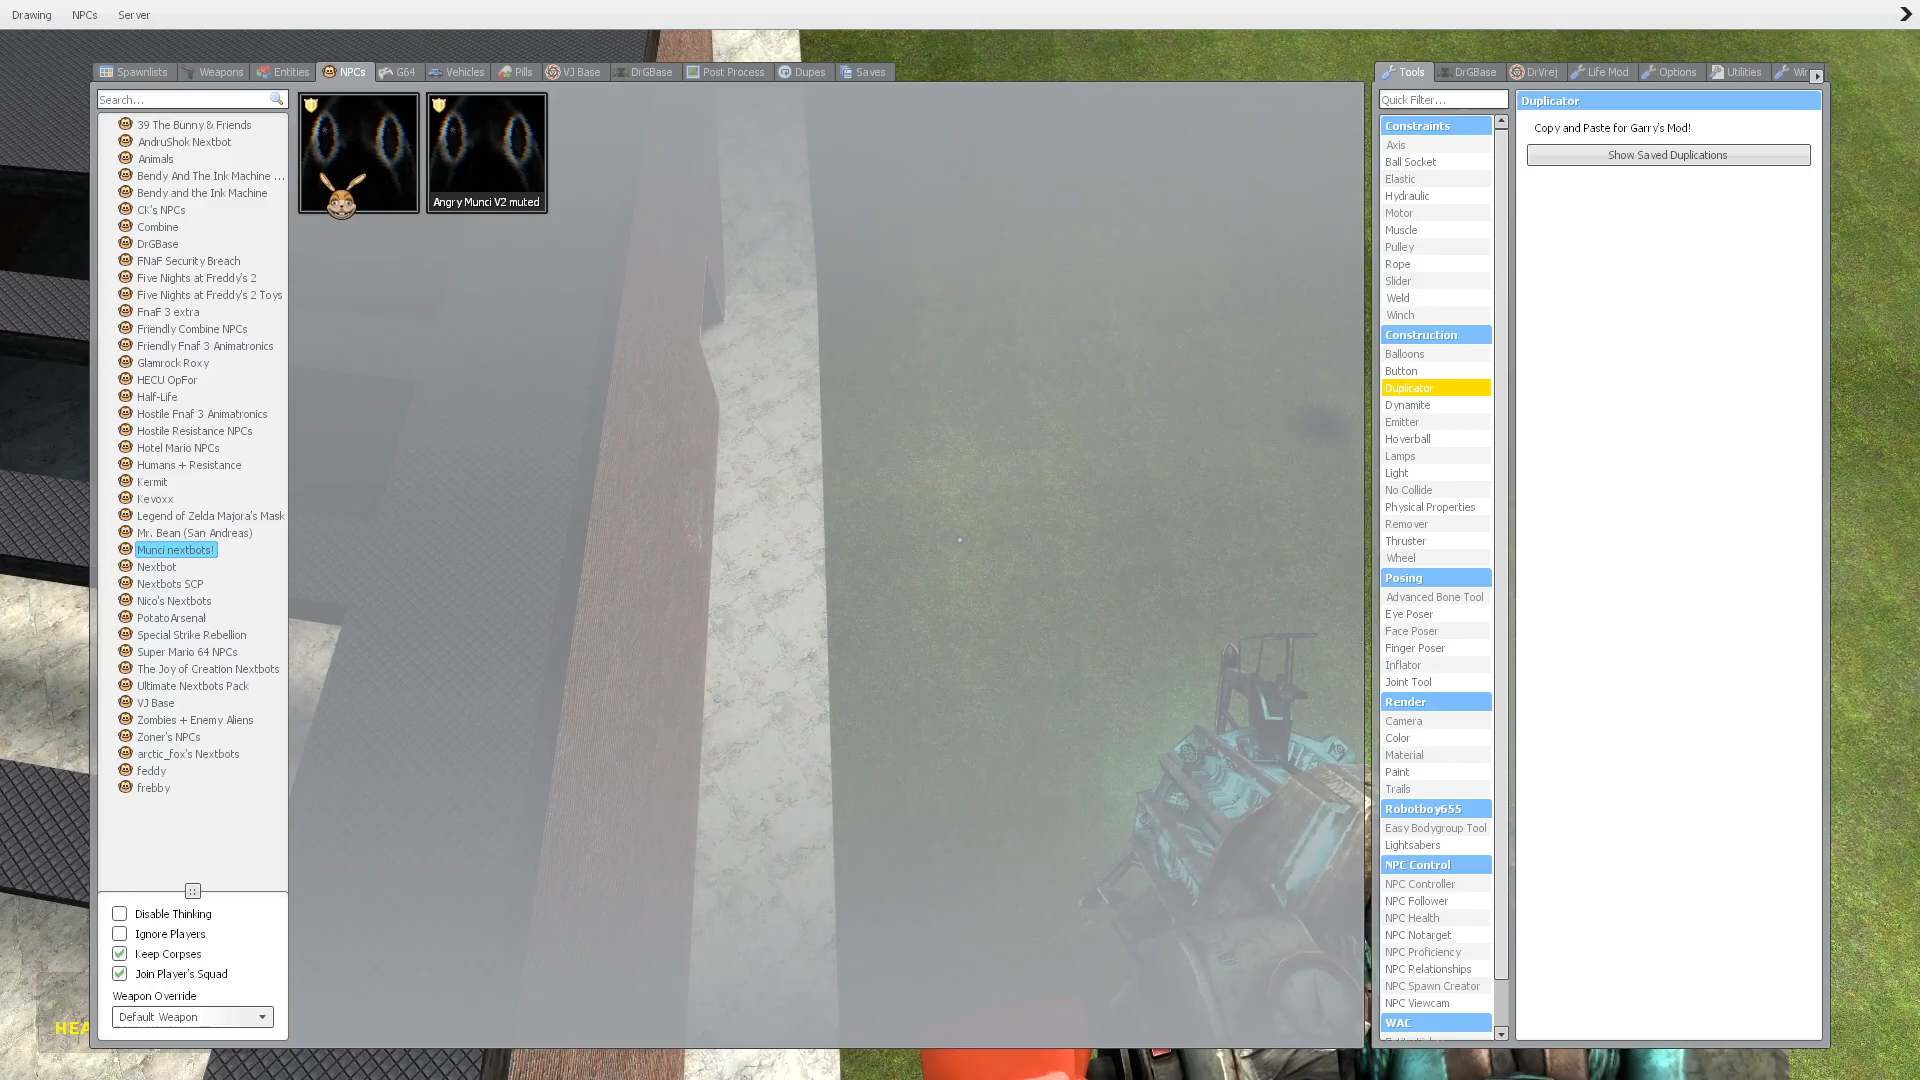 Drawing NPCs Server
Spawnlists Weapons Entities NPCs G64 Vehicles Pills VJ Base DrGBase Post Process Dupes Saves
Search...
39 The Bunny & Friends
AndruShok Nextbot
Animals
Bendy And The Ink Machine ...
Bendy and the Ink Machine
CK's NPCs
Combine
DrGBase
FNaF Security Breach
Five Nights at Freddy's 2
Five Nights at Freddy's 2 Toys
FnaF 3 extra
Friendly Combine NPCs
Friendly Fnaf 3 Animatronics
Glamrock Roxy
HECU OpFor
Half-Life
Hostile Fnaf 3 Animatronics
Hostile Resistance NPCs
Hotel Mario NPCs
Humans + Resistance
Kermit
Kevoxx
Legend of Zelda Majora's Mask
Mr. Bean (San Andreas)
Munci nextbots!
Nextbot
Nextbots SCP
Nico's Nextbots
PotatoArsenal
Special Strike Rebellion
Super Mario 64 NPCs
The Joy of Creation Nextbots
Ultimate Nextbots Pack
VJ Base
Zombies + Enemy Aliens
Zoner's NPCs
arctic_fox's Nextbots
feddy
frebby
Disable Thinking
Ignore Players
Keep Corpses
Join Player's Squad
Weapon Override
Default Weapon
HEA
Angry Munci V2 muted
Tools DrGBase DrVrej Life Mod Options Utilities Wir
Quick Filter...
Constraints
Axis
Ball Socket
Elastic
Hydraulic
Motor
Muscle
Pulley
Rope
Slider
Weld
Winch
Construction
Balloons
Button
Duplicator
Dynamite
Emitter
Hoverball
Lamps
Light
No Collide
Physical Properties
Remover
Thruster
Wheel
Posing
Advanced Bone Tool
Eye Poser
Face Poser
Finger Poser
Inflator
Joint Tool
Render
Camera
Color
Material
Paint
Trails
Robotboy655
Easy Bodygroup Tool
Lightsabers
NPC Control
NPC Controller
NPC Follower
NPC Health
NPC Notarget
NPC Proficiency
NPC Relationships
NPC Spawn Creator
NPC Viewcam
WAC
Duplicator
Copy and Paste for Garry's Mod!
Show Saved Duplications